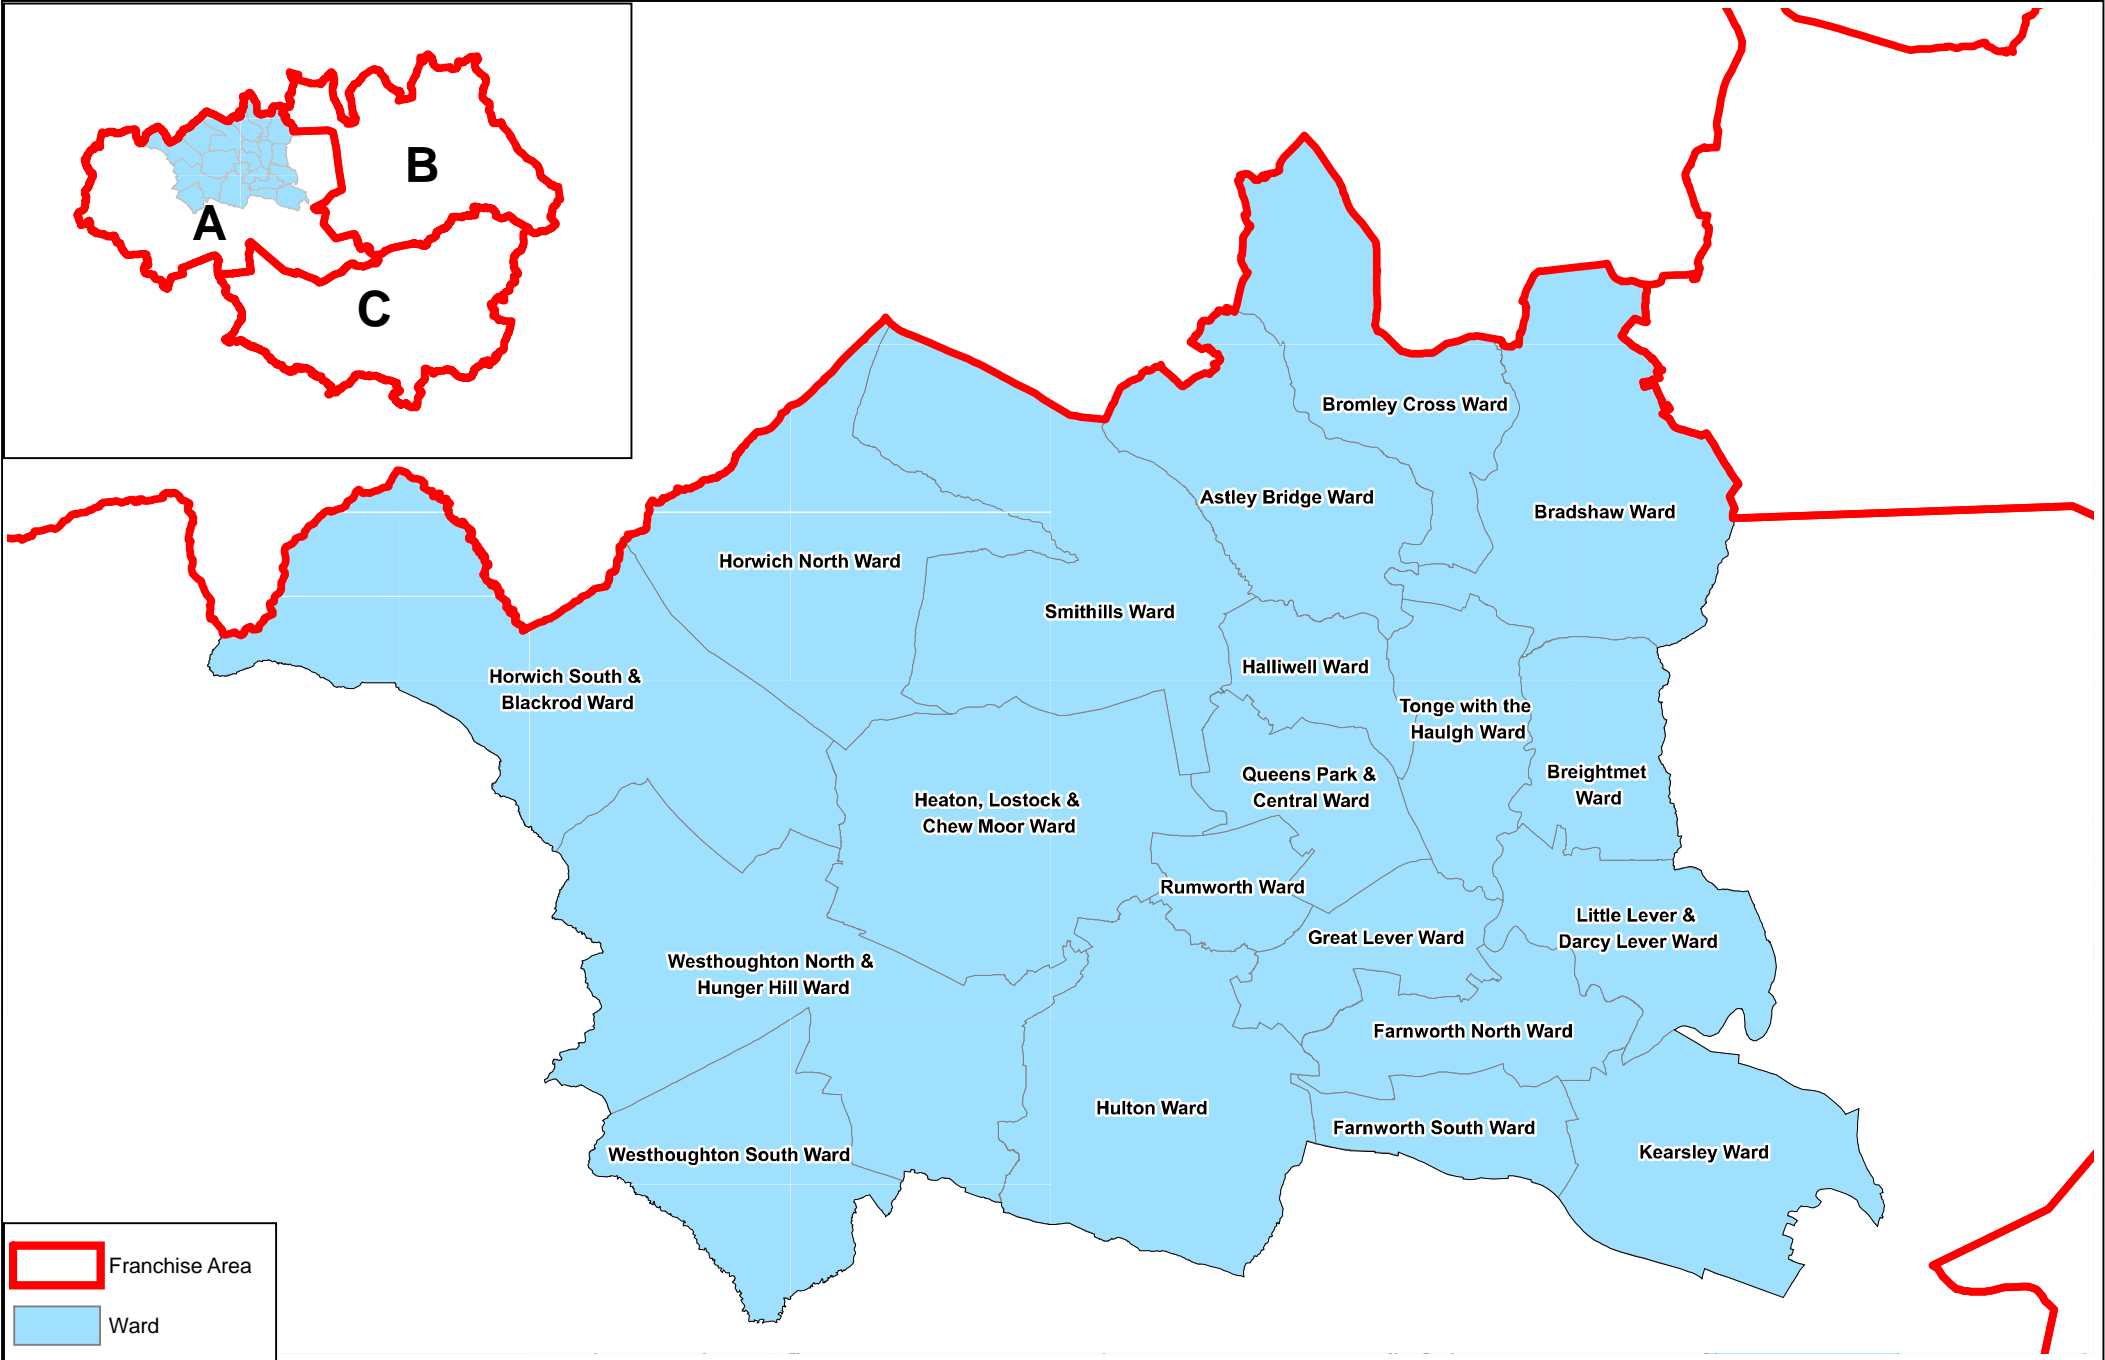 B
A
C
Bromley Cross Ward
Astley Bridge Ward
Bradshaw Ward
Horwich North Ward
Smithills Ward
Halliwell Ward
Horwich South &
Blackrod Ward
Tonge with the
Haulgh Ward
Queens Park &
Central Ward
Breightmet
Ward
Heaton, Lostock &
Chew Moor Ward
Rumworth Ward
Great Lever Ward
Little Lever &
Darcy Lever Ward
Westhoughton North &
Hunger Hill Ward
Farnworth North Ward
Hulton Ward
Farnworth South Ward
Westhoughton South Ward
Kearsley Ward
Franchise Area
Ward